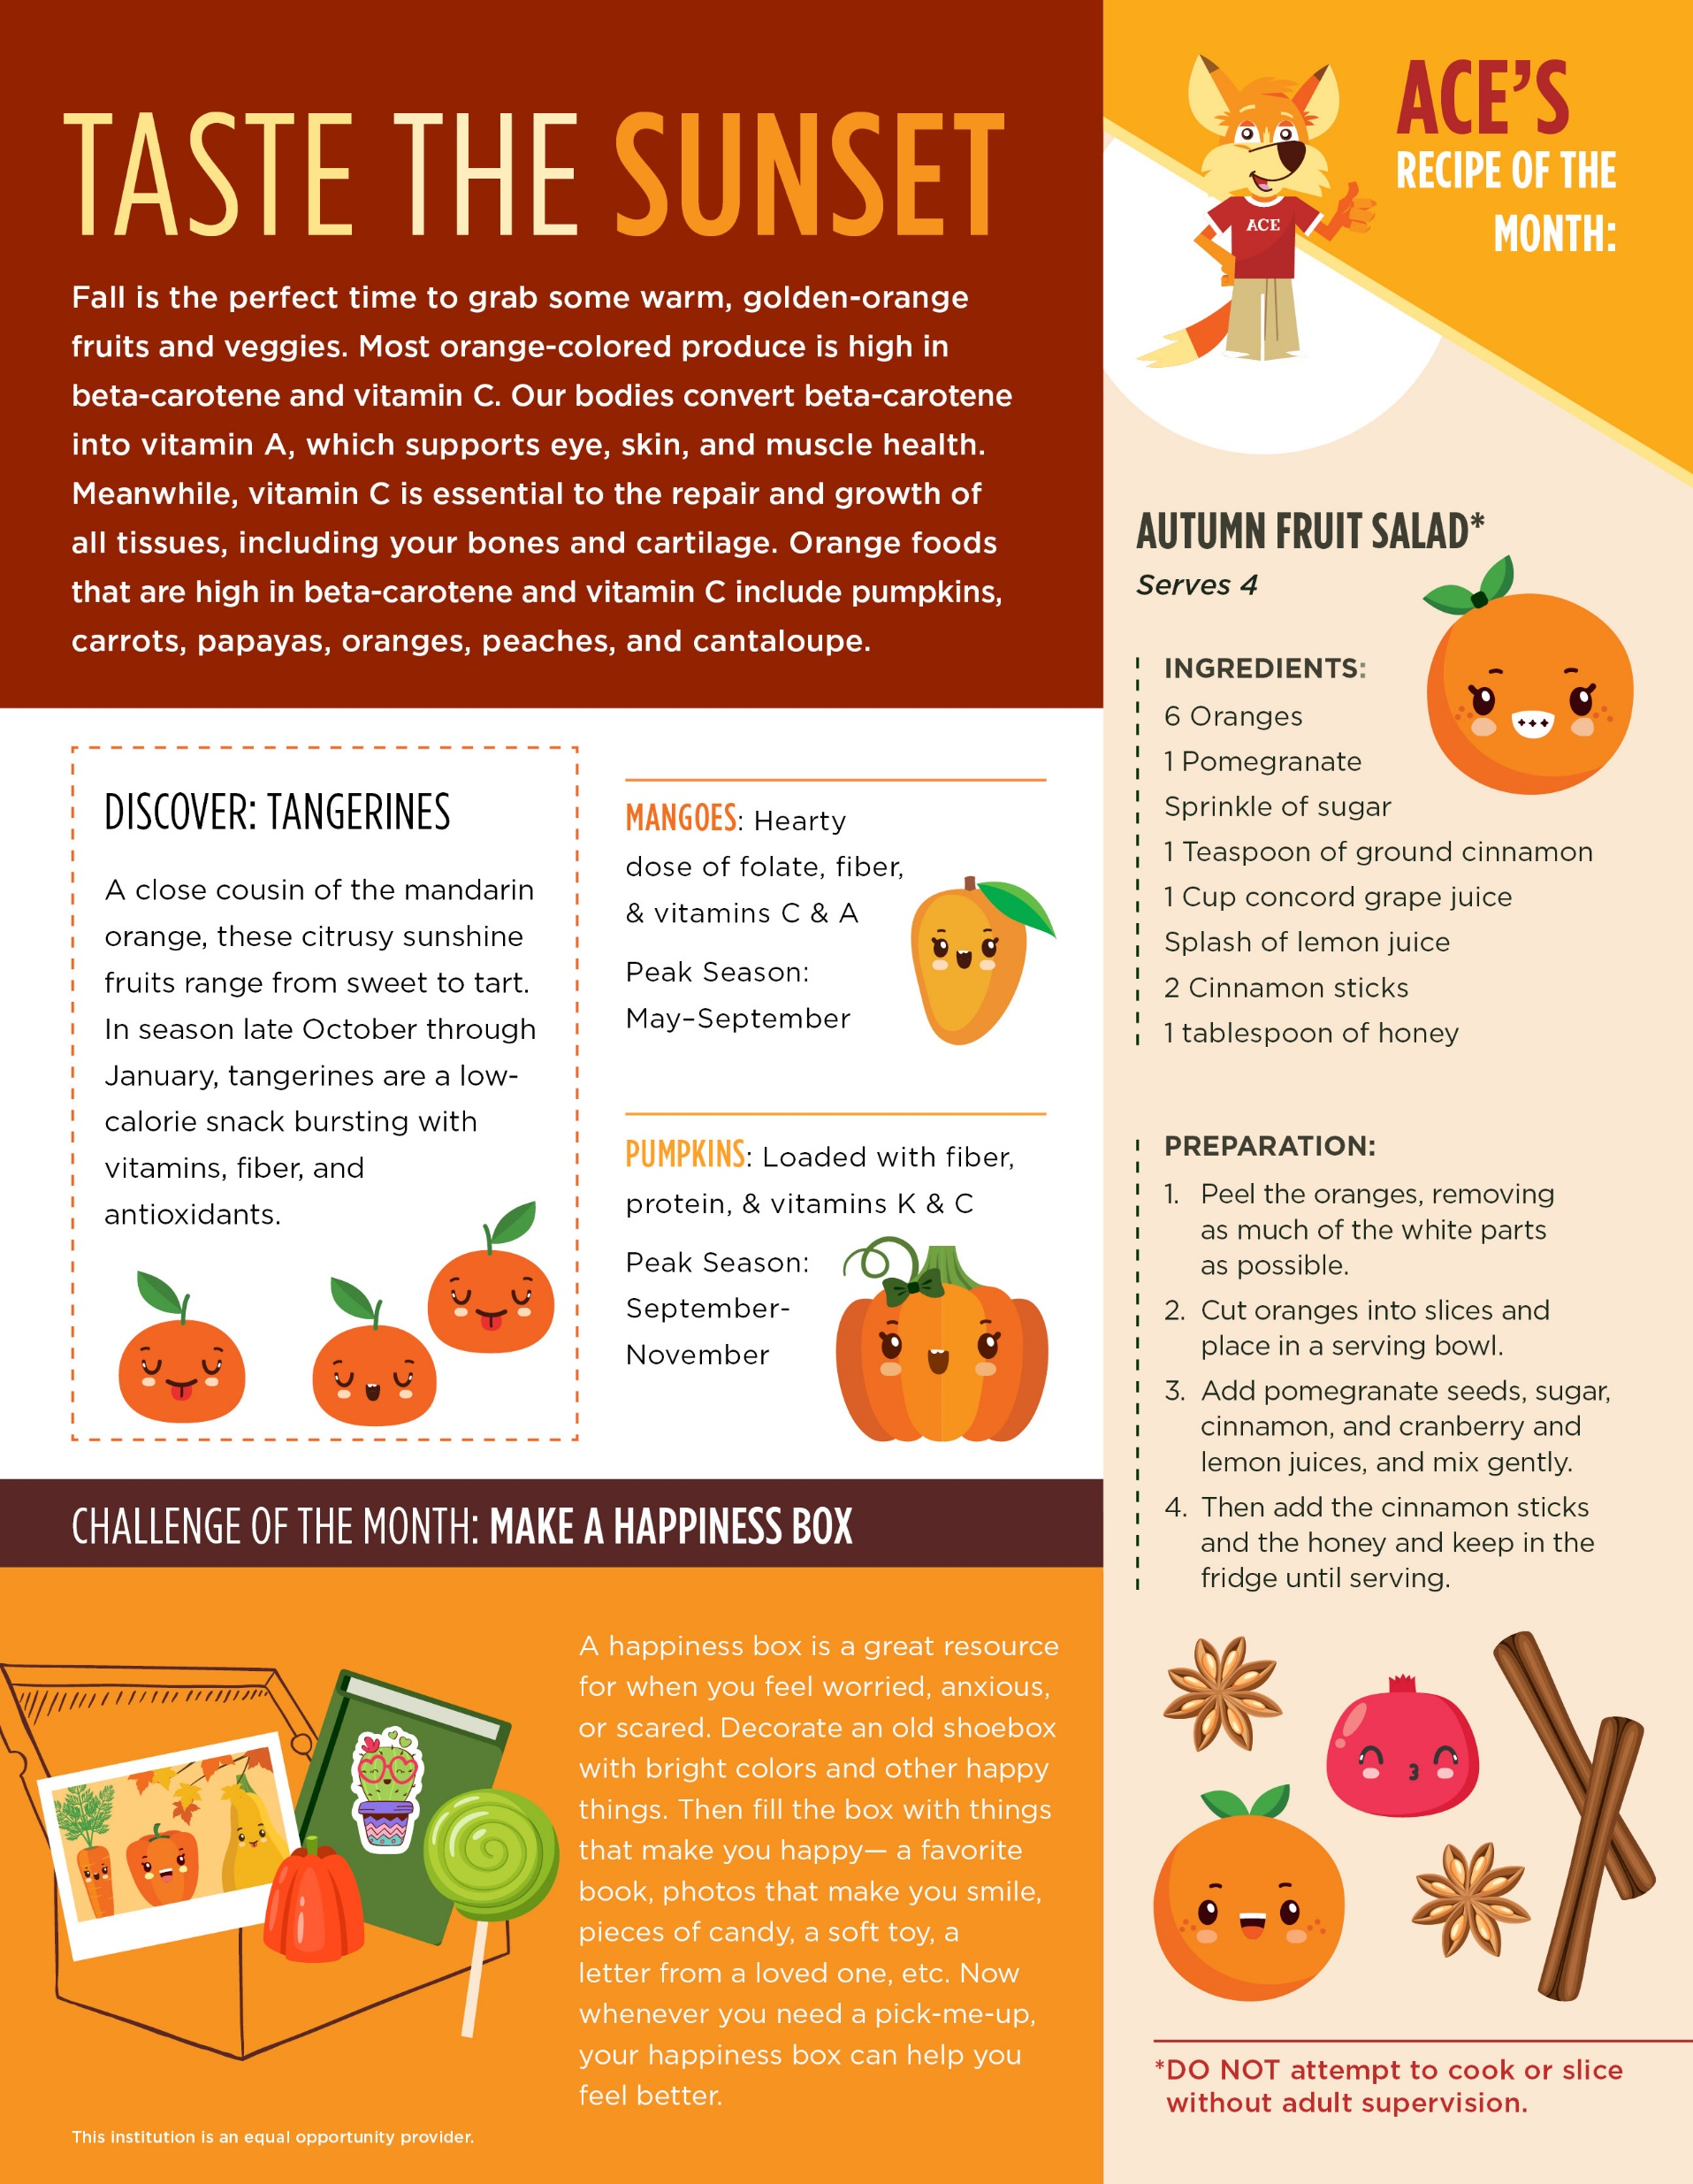 TASTE THE SUNSET
Fall is the perfect time to grab some warm, golden-orange
fruits and veggies. Most orange-colored produce is high in
beta-carotene and vitamin C. Our bodies convert beta-carotene
into vitamin A, which supports eye, skin, and muscle health.
Meanwhile, vitamin C is essential to the repair and growth of
all tissues, including your bones and cartilage. Orange foods
that are high in beta-carotene and vitamin C include pumpkins,
carrots, papayas, oranges, peaches, and cantaloupe.
DISCOVER: TANGERINES
A close cousin of the mandarin
orange, these citrusy sunshine
fruits range from sweet to tart.
In season late October through
January, tangerines are a low-
calorie snack bursting with
vitamins, fiber, and
antioxidants.
MANGOES: Hearty
dose of folate, fiber,
& vitamins C & A
Peak Season:
May–September
PUMPKINS: Loaded with fiber,
protein, & vitamins K & C
Peak Season:
September-
November
CHALLENGE OF THE MONTH: MAKE A HAPPINESS BOX
A happiness box is a great resource
for when you feel worried, anxious,
or scared. Decorate an old shoebox
with bright colors and other happy
things. Then fill the box with things
that make you happy— a favorite
book, photos that make you smile,
pieces of candy, a soft toy, a
letter from a loved one, etc. Now
whenever you need a pick-me-up,
your happiness box can help you
feel better.
This institution is an equal opportunity provider.
ACE
ACE'S
RECIPE OF THE
MONTH:
AUTUMN FRUIT SALAD*
Serves 4
INGREDIENTS:
6 Oranges
1 Pomegranate
Sprinkle of sugar
1 Teaspoon of ground cinnamon
1 Cup concord grape juice
Splash of lemon juice
2 Cinnamon sticks
1 tablespoon of honey
PREPARATION:
1. Peel the oranges, removing
as much of the white parts
as possible.
2. Cut oranges into slices and
place in a serving bowl.
3. Add pomegranate seeds, sugar,
cinnamon, and cranberry and
lemon juices, and mix gently.
4. Then add the cinnamon sticks
and the honey and keep in the
fridge until serving.
*DO NOT attempt to cook or slice
without adult supervision.